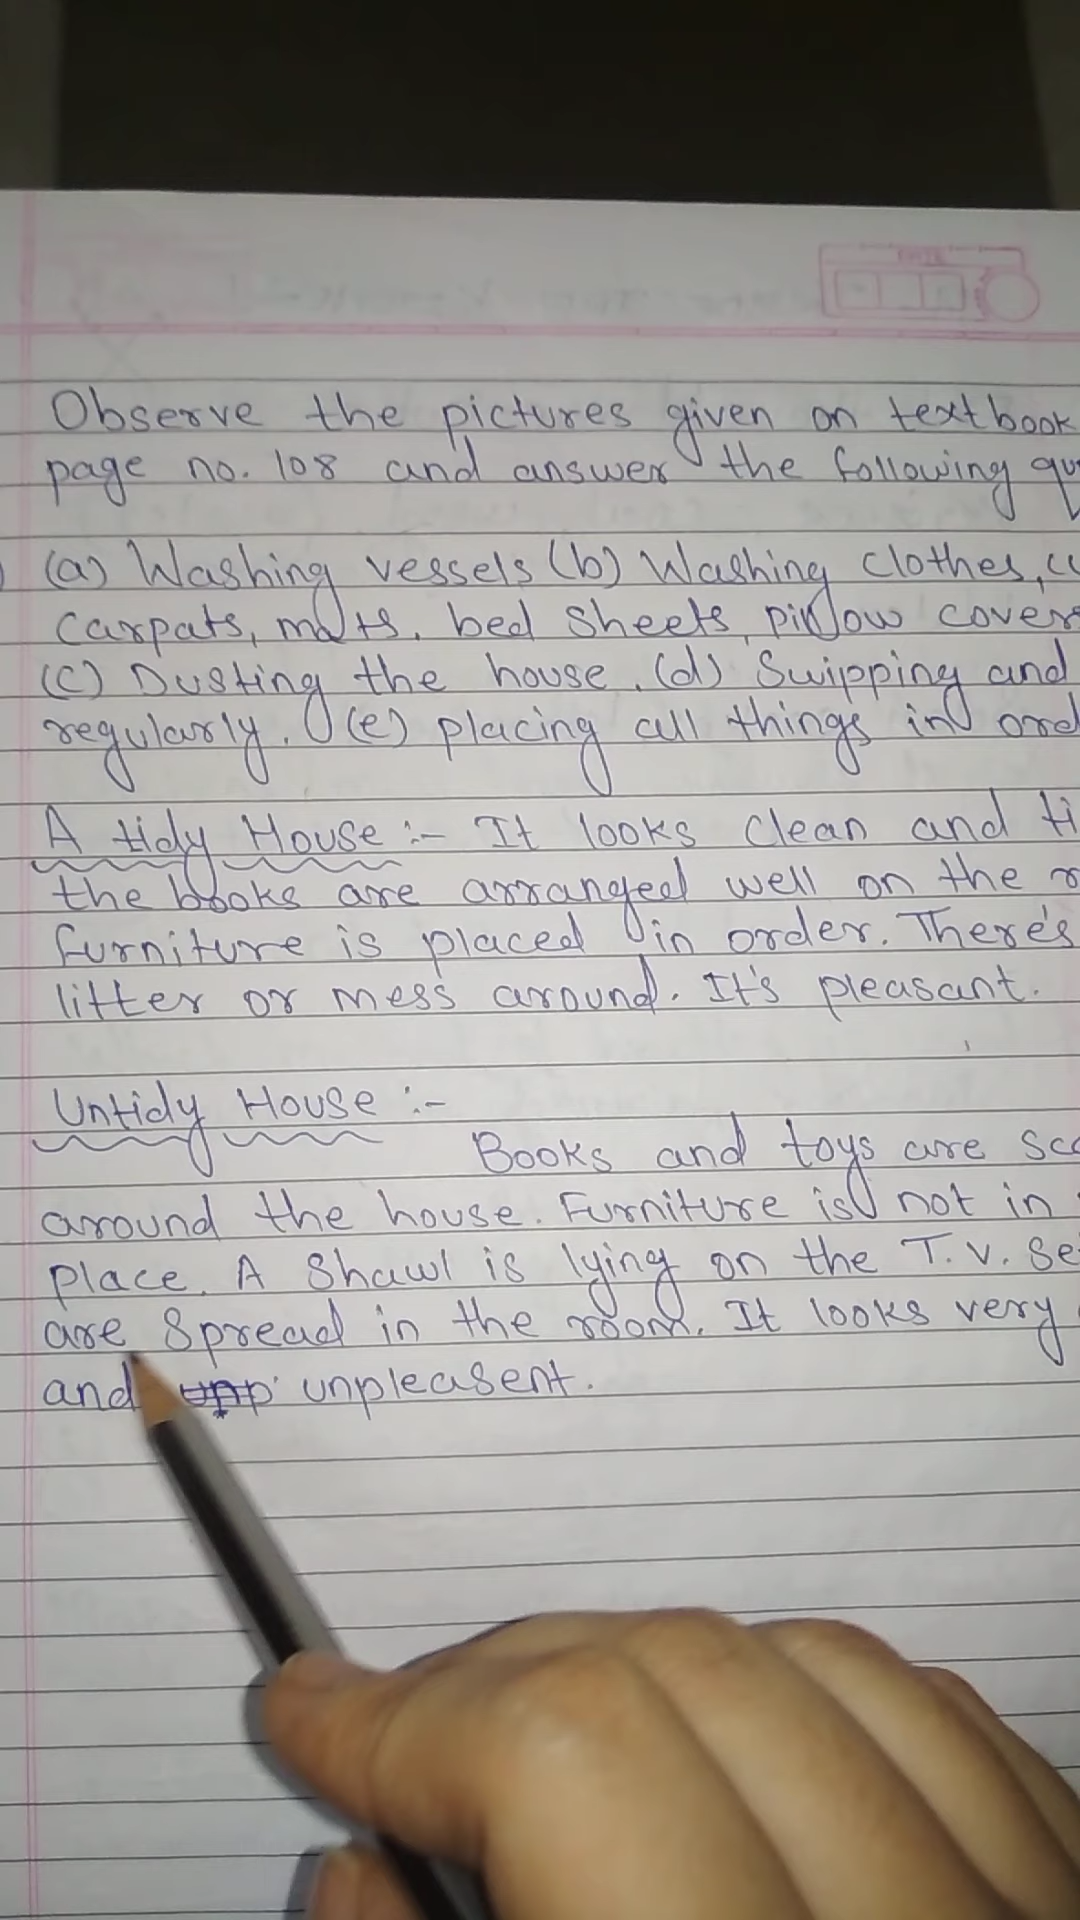 Observe the pictures given on textbook
page no. 108 and answer the following
(a) Washing vessels (b) Washing clothes,
carpats, mats, bed sheets, pillow covers
(c) Dusting the house. (d) Swipping and
regularly. (e) placing all things in
A tidy House :- It looks clean and
the books are arranged well on the
furniture is placed in order. There's
litter or mess around. It's pleasant.
Untidy House :-
Books and toys are
around the house. Furniture is not in
place. A shawl is lying on the T.V.
are spread in the room. It looks very
and unpleasent.